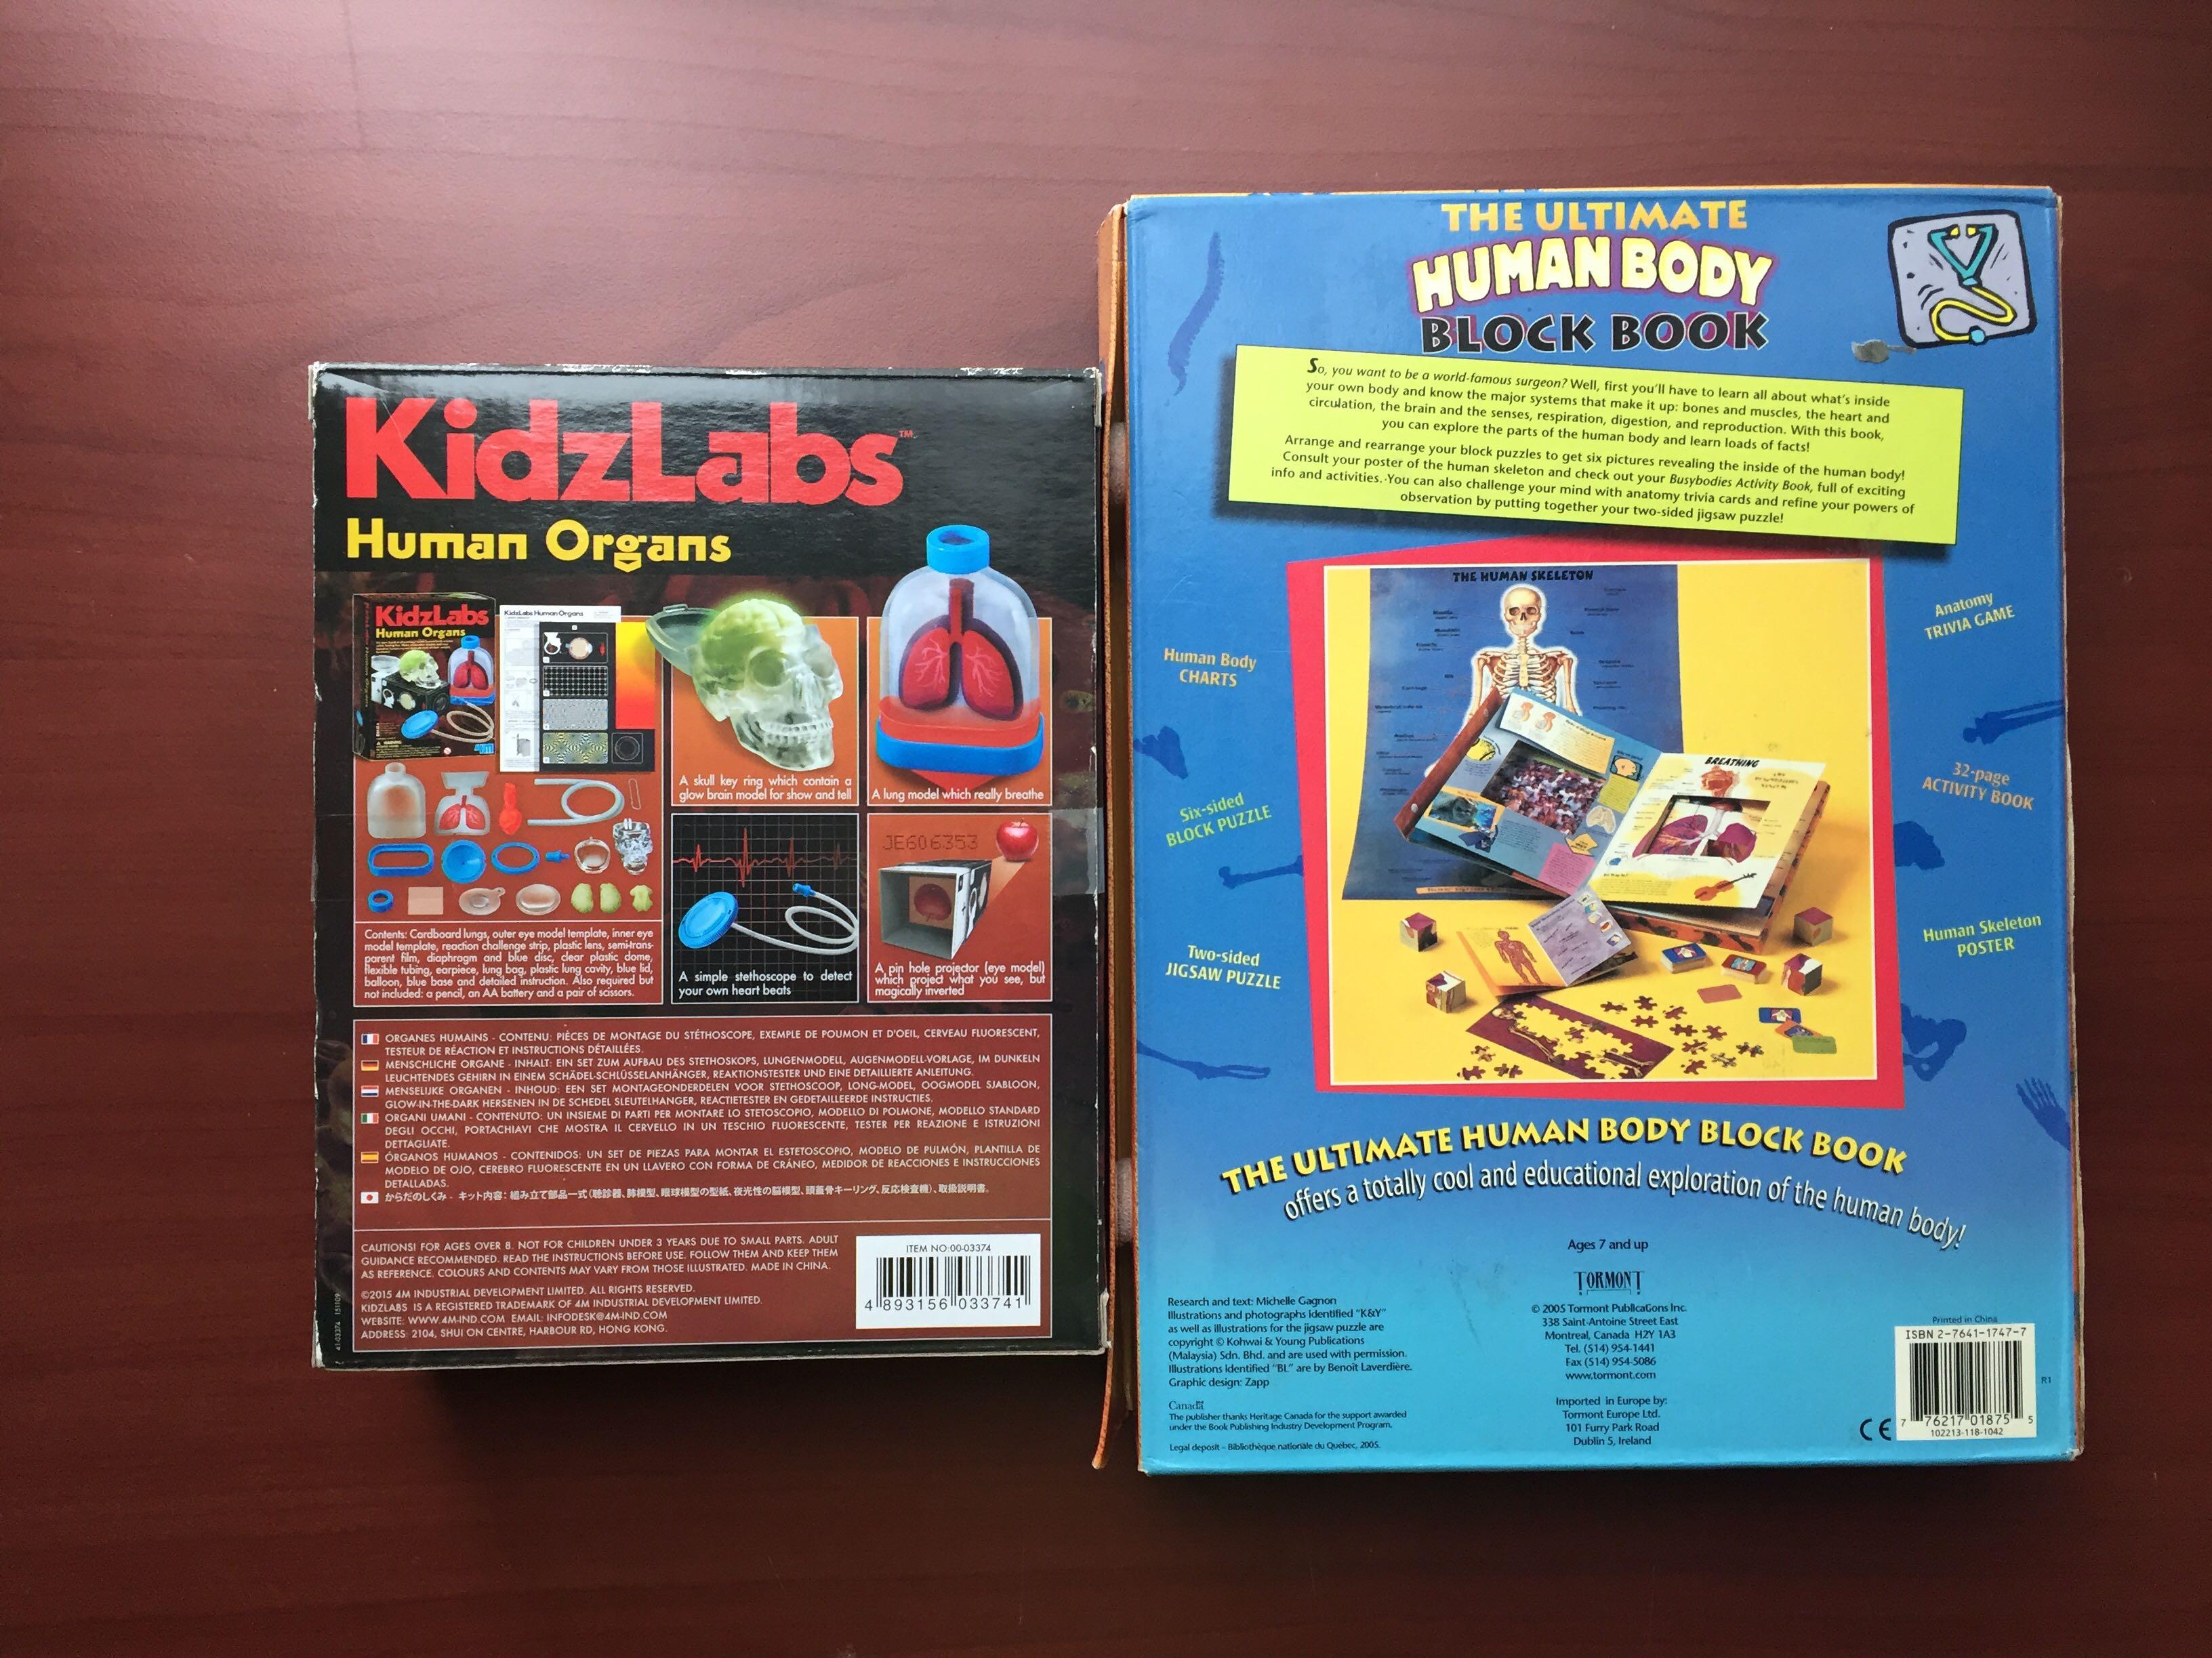 KidzLabs™
Human Organs
KidzLabs
Human Organs
KidzLabs Human Organs
A skull key ring which contain a
glow brain model for show and tell
A lung model which really breathe
JE606353
A simple stethoscope to detect
your own heart beats
A pin hole projector (eye model)
which project what you see, but
magically inverted
Contents: Cardboard lungs, outer eye model template, inner eye
model template, reaction challenge strip, plastic lens, semi-trans-
parent film, diaphragm and blue disc, clear plastic dome,
flexible tubing, earpiece, lung bag, plastic lung cavity, blue lid,
balloon, blue base and detailed instruction. Also required but
not included: a pencil, an AA battery and a pair of scissors.
ORGANES HUMAINS - CONTENU: PIÈCES DE MONTAGE DU STÉTHOSCOPE, EXEMPLE DE POUMON ET D'OEIL, CERVEAU FLUORESCENT,
TESTEUR DE RÉACTION ET INSTRUCTIONS DÉTAILLÉES.
MENSCHLICHE ORGANE - INHALT: EIN SET ZUM AUFBAU DES STETHOSKOPS, LUNGENMODELL, AUGENMODELL-VORLAGE, IM DUNKELN
LEUCHTENDES GEHIRN IN EINEM SCHÄDEL-SCHLÜSSELANHÄNGER, REAKTIONSTESTER UND EINE DETAILLIERTE ANLEITUNG.
MENSELIJKE ORGANEN - INHOUD: EEN SET MONTAGEONDERDELEN VOOR STETHOSCOOP, LONG-MODEL, OOGMODEL SJABLOON,
GLOW-IN-THE-DARK HERSENEN IN DE SCHEDEL SLEUTELHANGER, REACTIETESTER EN GEDETAILLEERDE INSTRUCTIES.
ORGANI UMANI - CONTENUTO: UN INSIEME DI PARTI PER MONTARE LO STETOSCOPIO, MODELLO DI POLMONE, MODELLO STANDARD
DEGLI OCCHI, PORTACHIAVI CHE MOSTRA IL CERVELLO IN UN TESCHIO FLUORESCENTE, TESTER PER REAZIONE E ISTRUZIONI
DETTAGLIATE.
ÓRGANOS HUMANOS - CONTENIDOS: UN SET DE PIEZAS PARA MONTAR EL ESTETOSCOPIO, MODELO DE PULMÓN, PLANTILLA DE
MODELO DE OJO, CEREBRO FLUORESCENTE EN UN LLAVERO CON FORMA DE CRÁNEO, MEDIDOR DE REACCIONES E INSTRUCCIONES
DETALLADAS.
からだのしくみ - キット内容: 組み立て部品一式(聴診器、肺模型、眼球模型の型紙、夜光性の脳模型、頭蓋骨キーリング、反応検査機)、取扱説明書。
CAUTIONS! FOR AGES OVER 8. NOT FOR CHILDREN UNDER 3 YEARS DUE TO SMALL PARTS. ADULT
GUIDANCE RECOMMENDED. READ THE INSTRUCTIONS BEFORE USE. FOLLOW THEM AND KEEP THEM
AS REFERENCE. COLOURS AND CONTENTS MAY VARY FROM THOSE ILLUSTRATED. MADE IN CHINA.
©2015 4M INDUSTRIAL DEVELOPMENT LIMITED. ALL RIGHTS RESERVED.
KIDZLABS IS A REGISTERED TRADEMARK OF 4M INDUSTRIAL DEVELOPMENT LIMITED.
WEBSITE: WWW.4M-IND.COM EMAIL: INFODESK@4M-IND.COM
ADDRESS: 2104, SHUI ON CENTRE, HARBOUR RD, HONG KONG.
ITEM NO:00-03374
4 893156 033741
THE ULTIMATE
HUMAN BODY
BLOCK BOOK
So, you want to be a world-famous surgeon? Well, first you'll have to learn all about what's inside
your own body and know the major systems that make it up: bones and muscles, the heart and
circulation, the brain and the senses, respiration, digestion, and reproduction. With this book,
you can explore the parts of the human body and learn loads of facts!
Arrange and rearrange your block puzzles to get six pictures revealing the inside of the human body!
Consult your poster of the human skeleton and check out your Busybodies Activity Book, full of exciting
info and activities. You can also challenge your mind with anatomy trivia cards and refine your powers of
observation by putting together your two-sided jigsaw puzzle!
THE HUMAN SKELETON
BREATHING
Human Body
CHARTS
Six-sided
BLOCK PUZZLE
Two-sided
JIGSAW PUZZLE
Anatomy
TRIVIA GAME
32-page
ACTIVITY BOOK
Human Skeleton
POSTER
THE ULTIMATE HUMAN BODY BLOCK BOOK
offers a totally cool and educational exploration of the human body!
Ages 7 and up
TORMONT
© 2005 Tormont Publications Inc.
338 Saint-Antoine Street East
Montreal, Canada H2Y 1A3
Tel. (514) 954-1441
Fax (514) 954-5086
www.tormont.com
Imported in Europe by:
Tormont Europe Ltd.
101 Furry Park Road
Dublin 5, Ireland
Research and text: Michelle Gagnon
Illustrations and photographs identified "K&Y"
as well as illustrations for the jigsaw puzzle are
copyright © Kohwai & Young Publications
(Malaysia) Sdn. Bhd. and are used with permission.
Illustrations identified "BL" are by Benoit Laverdière.
Graphic design: Zapp
Canada
The publisher thanks Heritage Canada for the support awarded
under the Book Publishing Industry Development Program.
Legal deposit – Bibliothèque nationale du Québec, 2005.
Printed in China
ISBN 2-7641-1747-7
R1
CE
7 76217 01875 5
102213-118-1042